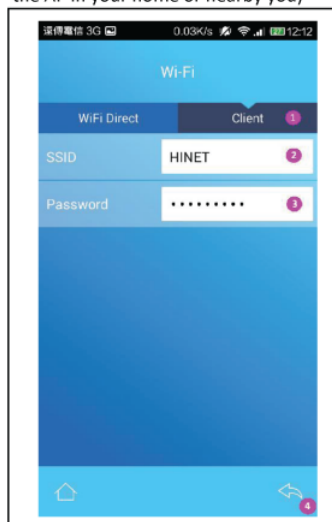 the AP in your home or nearby you)
遠傳電信 3G 0.03K/s 12:12
Wi-Fi
WiFi Direct Client 1
SSID HINET 2
Password ••••••••• 3
4